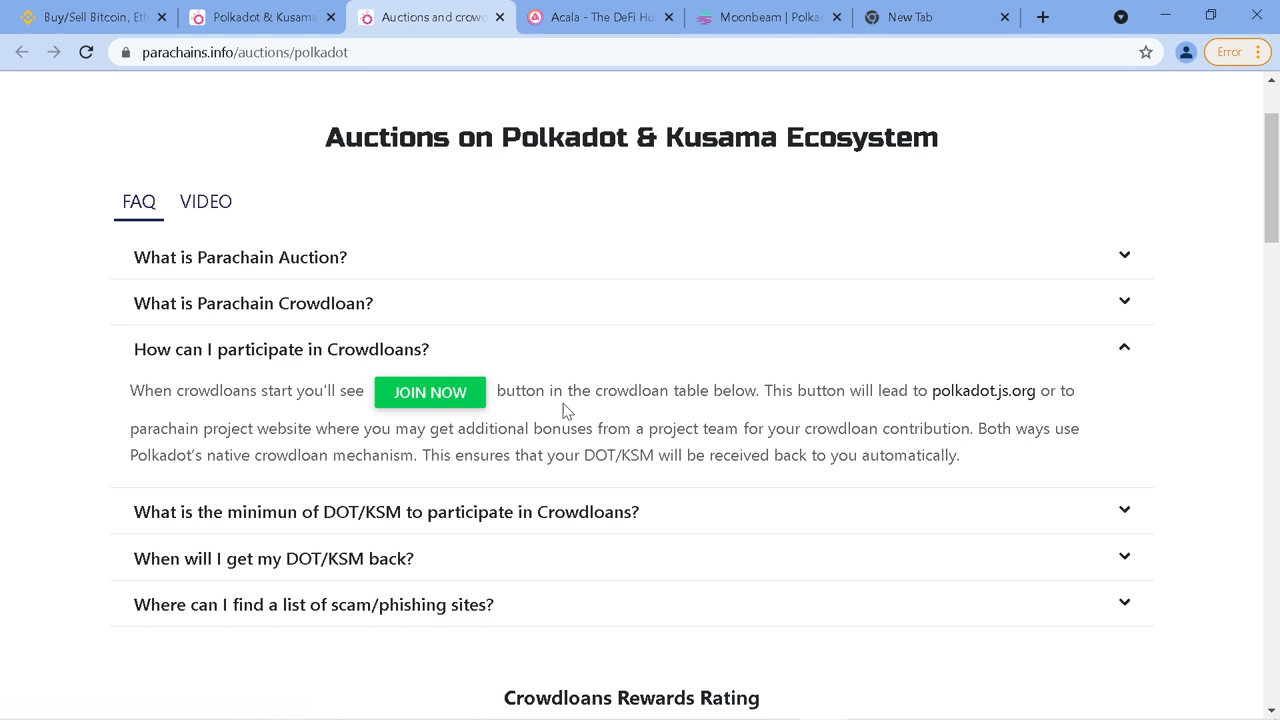 Buy/Sell Bitcoin, Eth
Polkadot & Kusama
Auctions and crow
Acala - The DeFi Hu
Moonbeam | Polka
New Tab
parachains.info/auctions/polkadot
Error
Auctions on Polkadot & Kusama Ecosystem
FAQ VIDEO
What is Parachain Auction?
What is Parachain Crowdloan?
How can I participate in Crowdloans?
When crowdloans start you'll see JOIN NOW button in the crowdloan table below. This button will lead to polkadot.js.org or to
parachain project website where you may get additional bonuses from a project team for your crowdloan contribution. Both ways use
Polkadot’s native crowdloan mechanism. This ensures that your DOT/KSM will be received back to you automatically.
What is the minimun of DOT/KSM to participate in Crowdloans?
When will I get my DOT/KSM back?
Where can I find a list of scam/phishing sites?
Crowdloans Rewards Rating